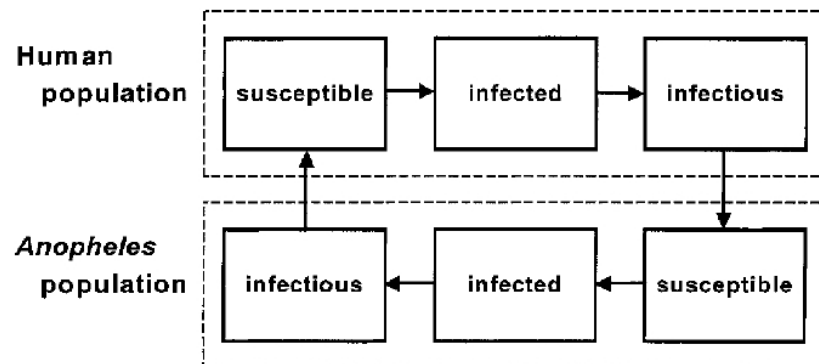 Human
population
susceptible
infected
infectious
Anopheles
population
infectious
infected
susceptible